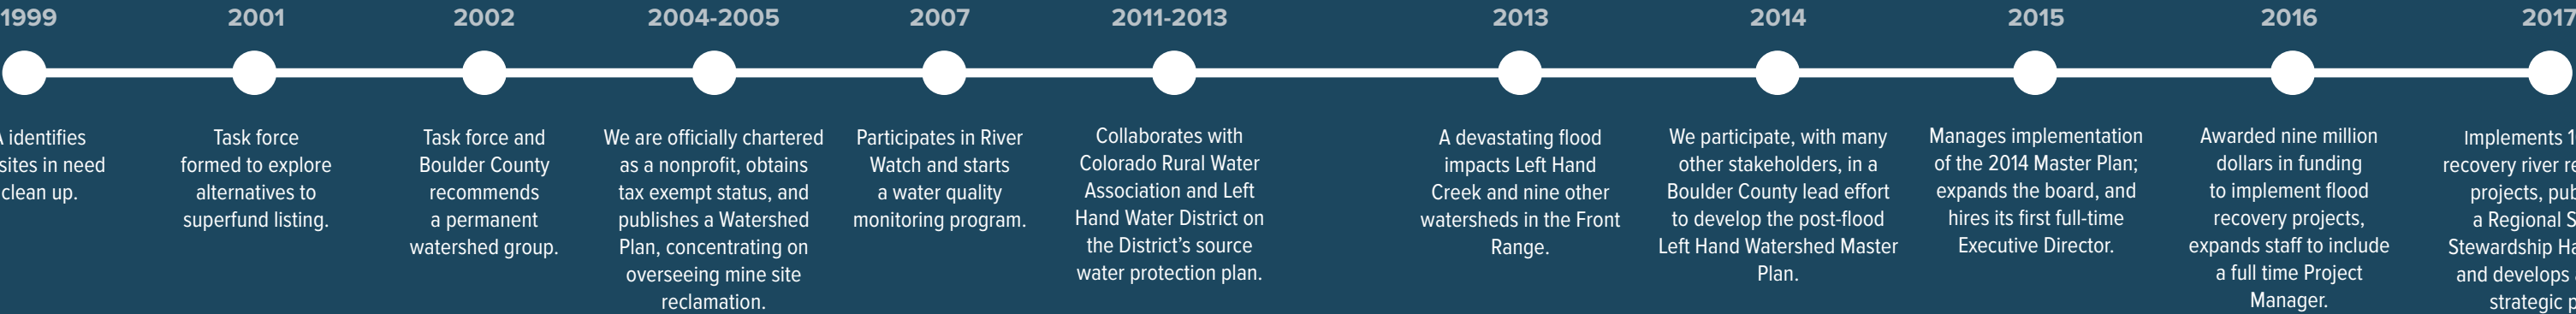 1999
A identifies
sites in need
clean up.
2001
Task force
formed to explore
alternatives to
superfund listing.
2002
Task force and
Boulder County
recommends
a permanent
watershed group.
2004-2005
We are officially chartered
as a nonprofit, obtains
tax exempt status, and
publishes a Watershed
Plan, concentrating on
overseeing mine site
reclamation.
2007
Participates in River
Watch and starts
a water quality
monitoring program.
2011-2013
Collaborates with
Colorado Rural Water
Association and Left
Hand Water District on
the District's source
water protection plan.
2013
A devastating flood
impacts Left Hand
Creek and nine other
watersheds in the Front
Range.
2014
We participate, with many
other stakeholders, in a
Boulder County lead effort
to develop the post-flood
Left Hand Watershed Master
Plan.
2015
Manages implementation
of the 2014 Master Plan;
expands the board, and
hires its first full-time
Executive Director.
2016
Awarded nine million
dollars in funding
to implement flood
recovery projects,
expands staff to include
a full time Project
Manager.
2017
Implements 1
recovery river re
projects, pub
a Regional S
Stewardship Ha
and develops
strategic p